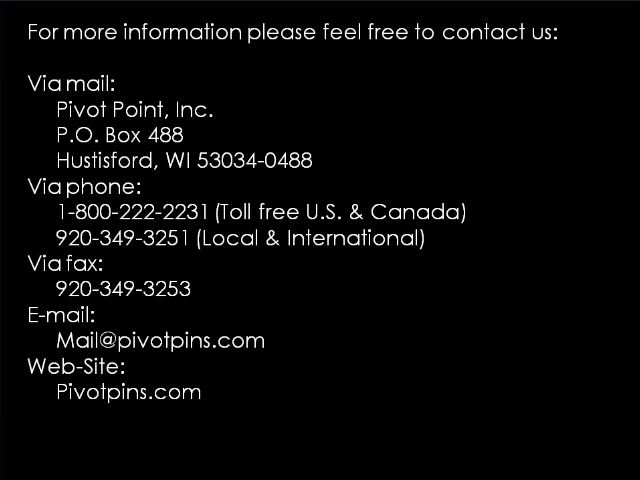 For more information please feel free to contact us:
Via mail:
Pivot Point, Inc.
P.O. Box 488
Hustisford, WI 53034-0488
Via phone:
1-800-222-2231 (Toll free U.S. & Canada)
920-349-3251 (Local & International)
Via fax:
920-349-3253
E-mail:
Mail@pivotpins.com
Web-Site:
Pivotpins.com